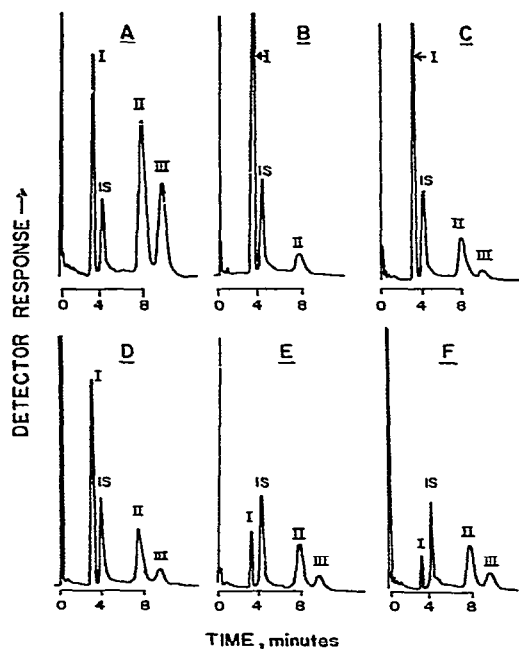 A
B
C
I
IS
II
III
I
IS
II
I
IS
II
III
0 4 8
0 4 8
0 4 8
D
E
F
I
IS
II
III
I
IS
II
III
I
IS
II
III
0 4 8
0 4 8
0 4 8
DETECTOR RESPONSE →
TIME, minutes